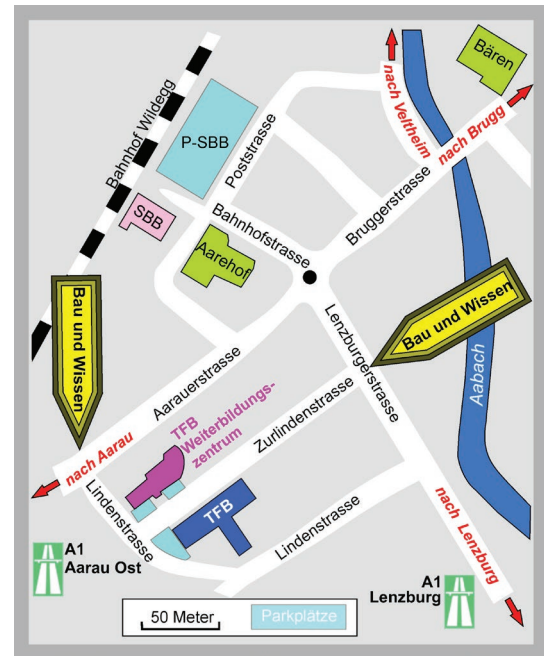 Bären
nach Veltheim
nach Brugg
Bahnhof Wildegg
P-SBB
Poststrasse
Bruggerstrasse
SBB
Bahnhofstrasse
Aarehof
Bau und Wissen
Bau und Wissen
Lenzburgerstrasse
Aabach
Aarauerstrasse
TFB
Weiterbildungs-
zentrum
Zurlindenstrasse
nach Aarau
Lindenstrasse
TFB
Lindenstrasse
nach Lenzburg
A1
Aarau Ost
A1
Lenzburg
50 Meter
Parkplätze